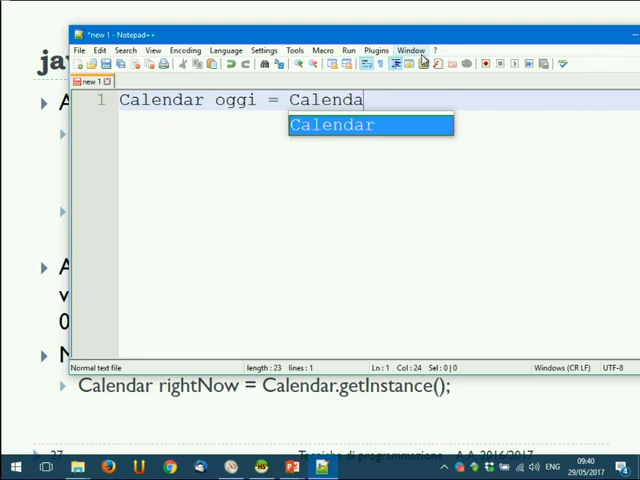 *new 1 - Notepad++
File Edit Search View Encoding Language Settings Tools Macro Run Plugins Window ?
new 1
1 Calendar oggi = Calenda
Calendar
Normal text file length : 23 lines : 1 Ln : 1 Col : 24 Sel : 0 | 0 Windows (CR LF) UTF-8
Calendar rightNow = Calendar.getInstance();
27 Tecniche di programmazione A.A. 2016/2017
ENG 09:40
29/05/2017